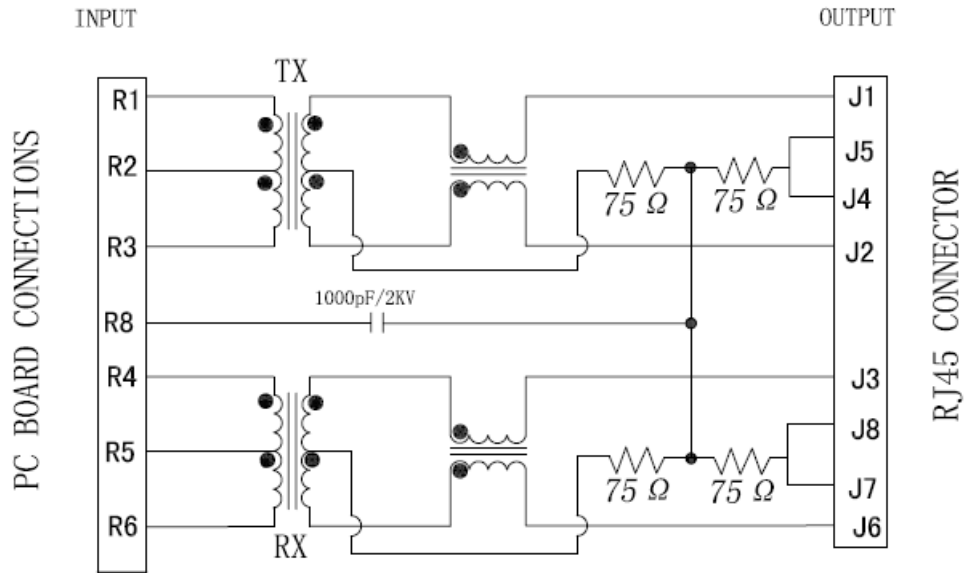 INPUT
OUTPUT
PC BOARD CONNECTIONS
RJ45 CONNECTOR
TX
R1
R2
R3
R8
R4
R5
R6
RX
1000pF/2KV
75 Ω
75 Ω
75 Ω
75 Ω
J1
J5
J4
J2
J3
J8
J7
J6